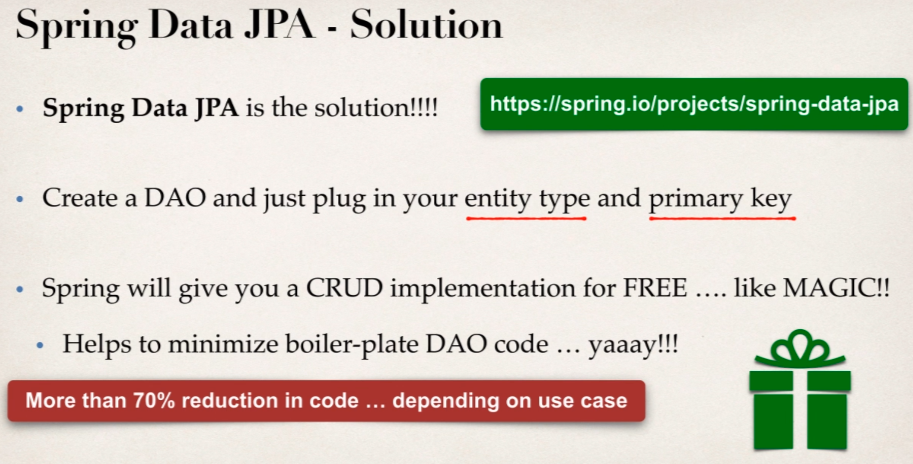 Spring Data JPA - Solution
Spring Data JPA is the solution!!!!
https://spring.io/projects/spring-data-jpa
Create a DAO and just plug in your entity type and primary key
Spring will give you a CRUD implementation for FREE …. like MAGIC!!
Helps to minimize boiler-plate DAO code … yaaay!!!
More than 70% reduction in code … depending on use case